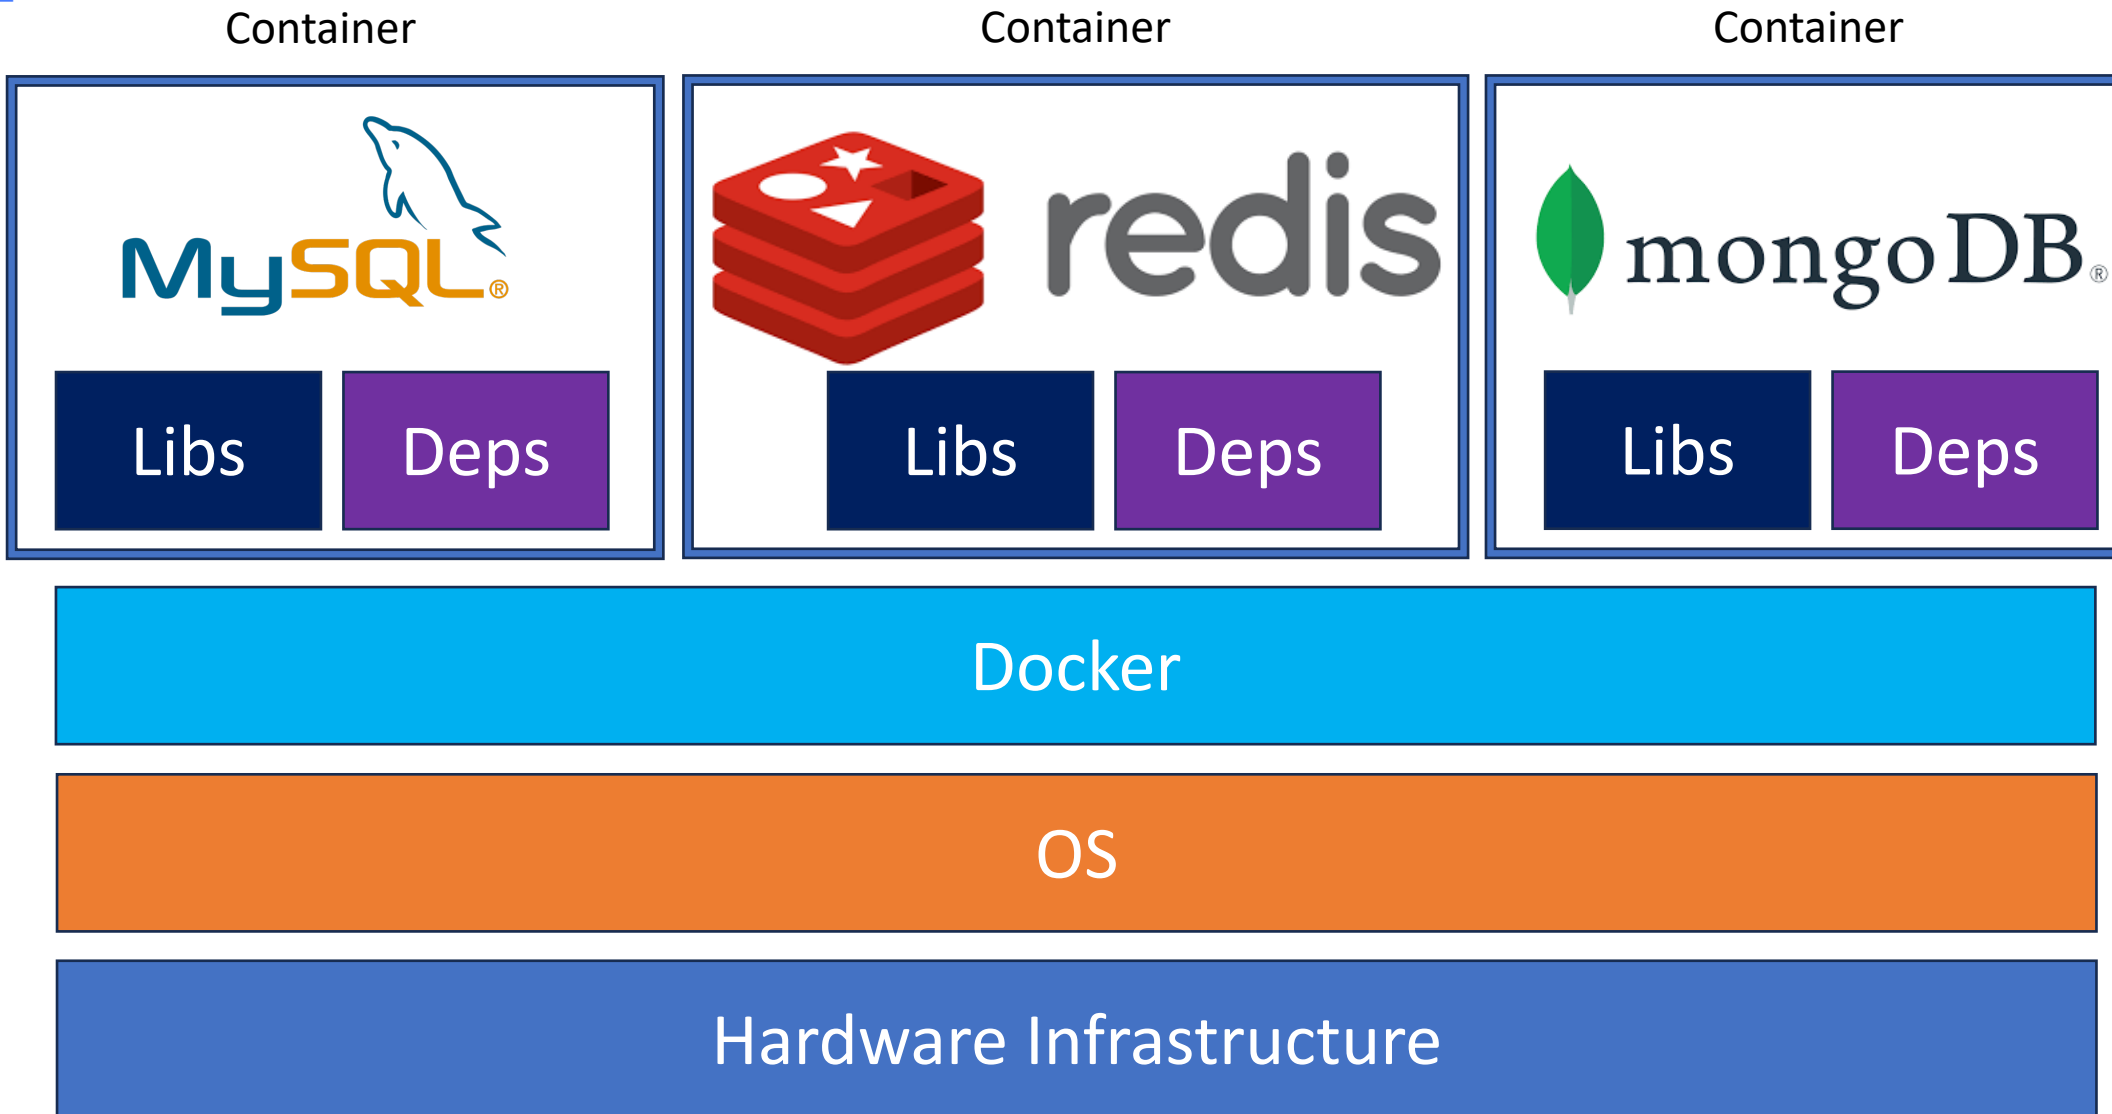 Container
Container
Container
MySQL®
redis
mongoDB®
Libs
Deps
Libs
Deps
Libs
Deps
Docker
OS
Hardware Infrastructure